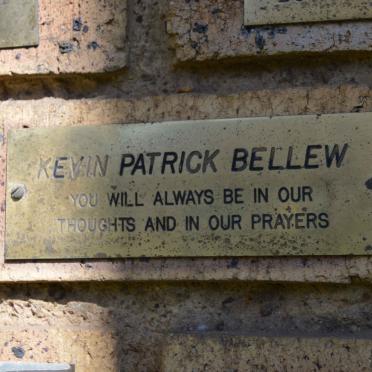 KEVIN PATRICK BELLEW
YOU WILL ALWAYS BE IN OUR
THOUGHTS AND IN OUR PRAYERS